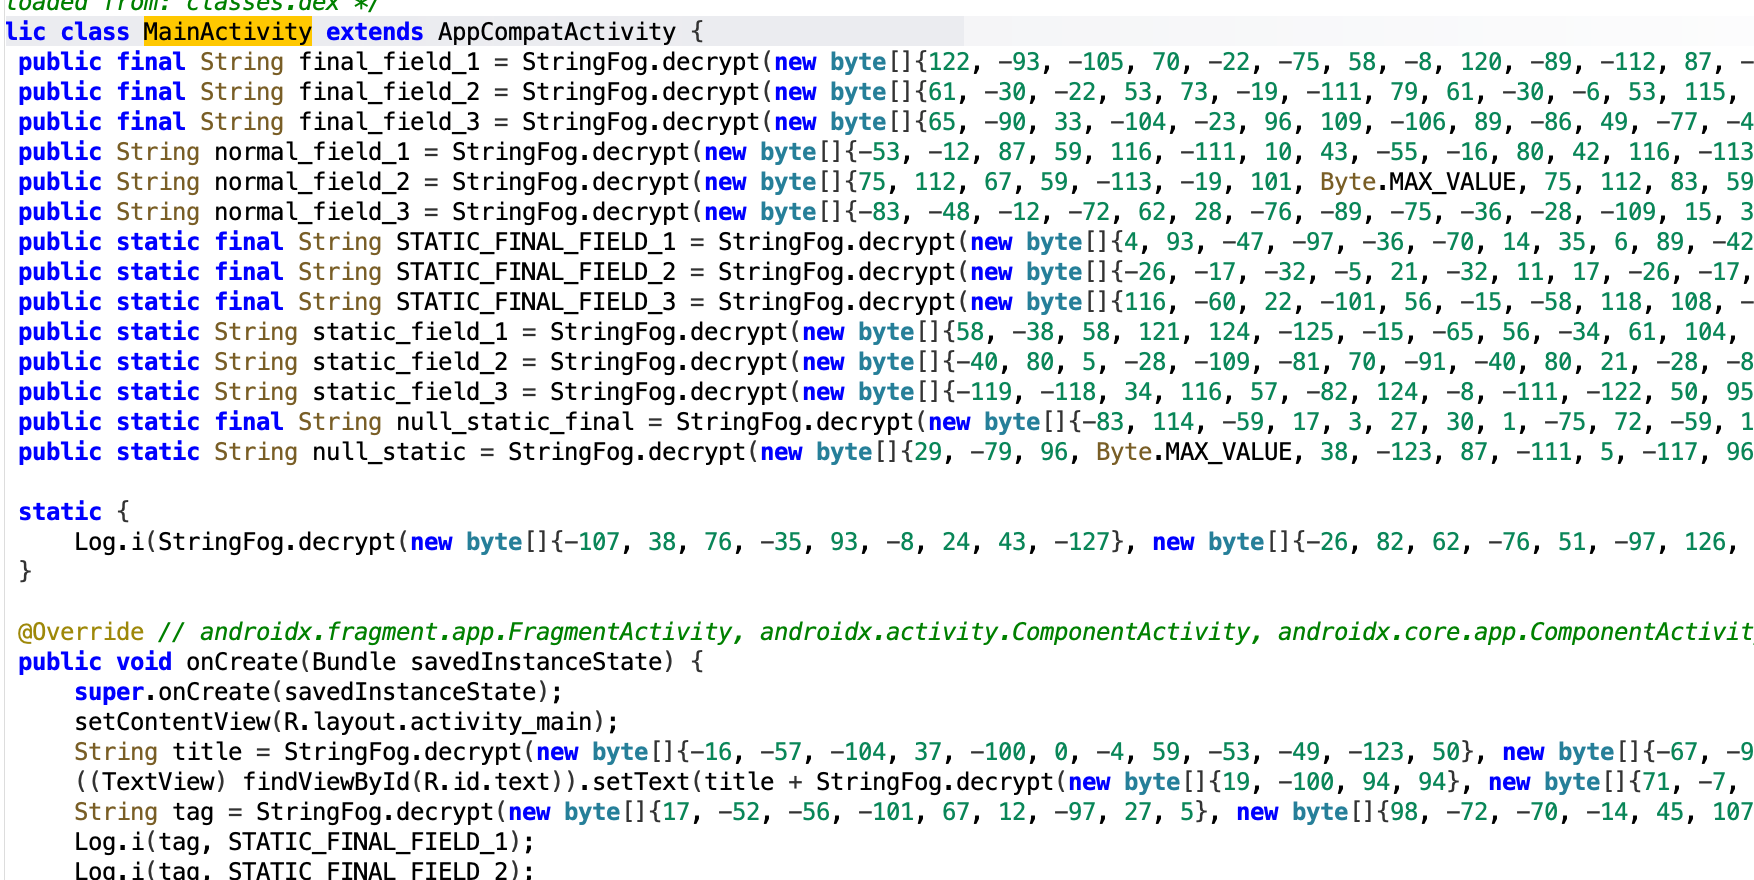 loaded from: classes.dex */
lic class MainActivity extends AppCompatActivity {
public final String final_field_1 = StringFog.decrypt(new byte[]{122, -93, -105, 70, -22, -75, 58, -8, 120, -89, -112, 87, -
public final String final_field_2 = StringFog.decrypt(new byte[]{61, -30, -22, 53, 73, -19, -111, 79, 61, -30, -6, 53, 115,
public final String final_field_3 = StringFog.decrypt(new byte[]{65, -90, 33, -104, -23, 96, 109, -106, 89, -86, 49, -77, -4
public String normal_field_1 = StringFog.decrypt(new byte[]{-53, -12, 87, 59, 116, -111, 10, 43, -55, -16, 80, 42, 116, -113
public String normal_field_2 = StringFog.decrypt(new byte[]{75, 112, 67, 59, -113, -19, 101, Byte.MAX_VALUE, 75, 112, 83, 59
public String normal_field_3 = StringFog.decrypt(new byte[]{-83, -48, -12, -72, 62, 28, -76, -89, -75, -36, -28, -109, 15, 3
public static final String STATIC_FINAL_FIELD_1 = StringFog.decrypt(new byte[]{4, 93, -47, -97, -36, -70, 14, 35, 6, 89, -42
public static final String STATIC_FINAL_FIELD_2 = StringFog.decrypt(new byte[]{-26, -17, -32, -5, 21, -32, 11, 17, -26, -17,
public static final String STATIC_FINAL_FIELD_3 = StringFog.decrypt(new byte[]{116, -60, 22, -101, 56, -15, -58, 118, 108, -
public static String static_field_1 = StringFog.decrypt(new byte[]{58, -38, 58, 121, 124, -125, -15, -65, 56, -34, 61, 104,
public static String static_field_2 = StringFog.decrypt(new byte[]{-40, 80, 5, -28, -109, -81, 70, -91, -40, 80, 21, -28, -8
public static String static_field_3 = StringFog.decrypt(new byte[]{-119, -118, 34, 116, 57, -82, 124, -8, -111, -122, 50, 95
public static final String null_static_final = StringFog.decrypt(new byte[]{-83, 114, -59, 17, 3, 27, 30, 1, -75, 72, -59, 1
public static String null_static = StringFog.decrypt(new byte[]{29, -79, 96, Byte.MAX_VALUE, 38, -123, 87, -111, 5, -117, 96
static {
Log.i(StringFog.decrypt(new byte[]{-107, 38, 76, -35, 93, -8, 24, 43, -127}, new byte[]{-26, 82, 62, -76, 51, -97, 126,
}
@Override // androidx.fragment.app.FragmentActivity, androidx.activity.ComponentActivity, androidx.core.app.ComponentActivit
public void onCreate(Bundle savedInstanceState) {
super.onCreate(savedInstanceState);
setContentView(R.layout.activity_main);
String title = StringFog.decrypt(new byte[]{-16, -57, -104, 37, -100, 0, -4, 59, -53, -49, -123, 50}, new byte[]{-67, -9
((TextView) findViewById(R.id.text)).setText(title + StringFog.decrypt(new byte[]{19, -100, 94, 94}, new byte[]{71, -7,
String tag = StringFog.decrypt(new byte[]{17, -52, -56, -101, 67, 12, -97, 27, 5}, new byte[]{98, -72, -70, -14, 45, 107
Log.i(tag, STATIC_FINAL_FIELD_1);
Log.i(tag, STATIC_FINAL_FIELD_2);